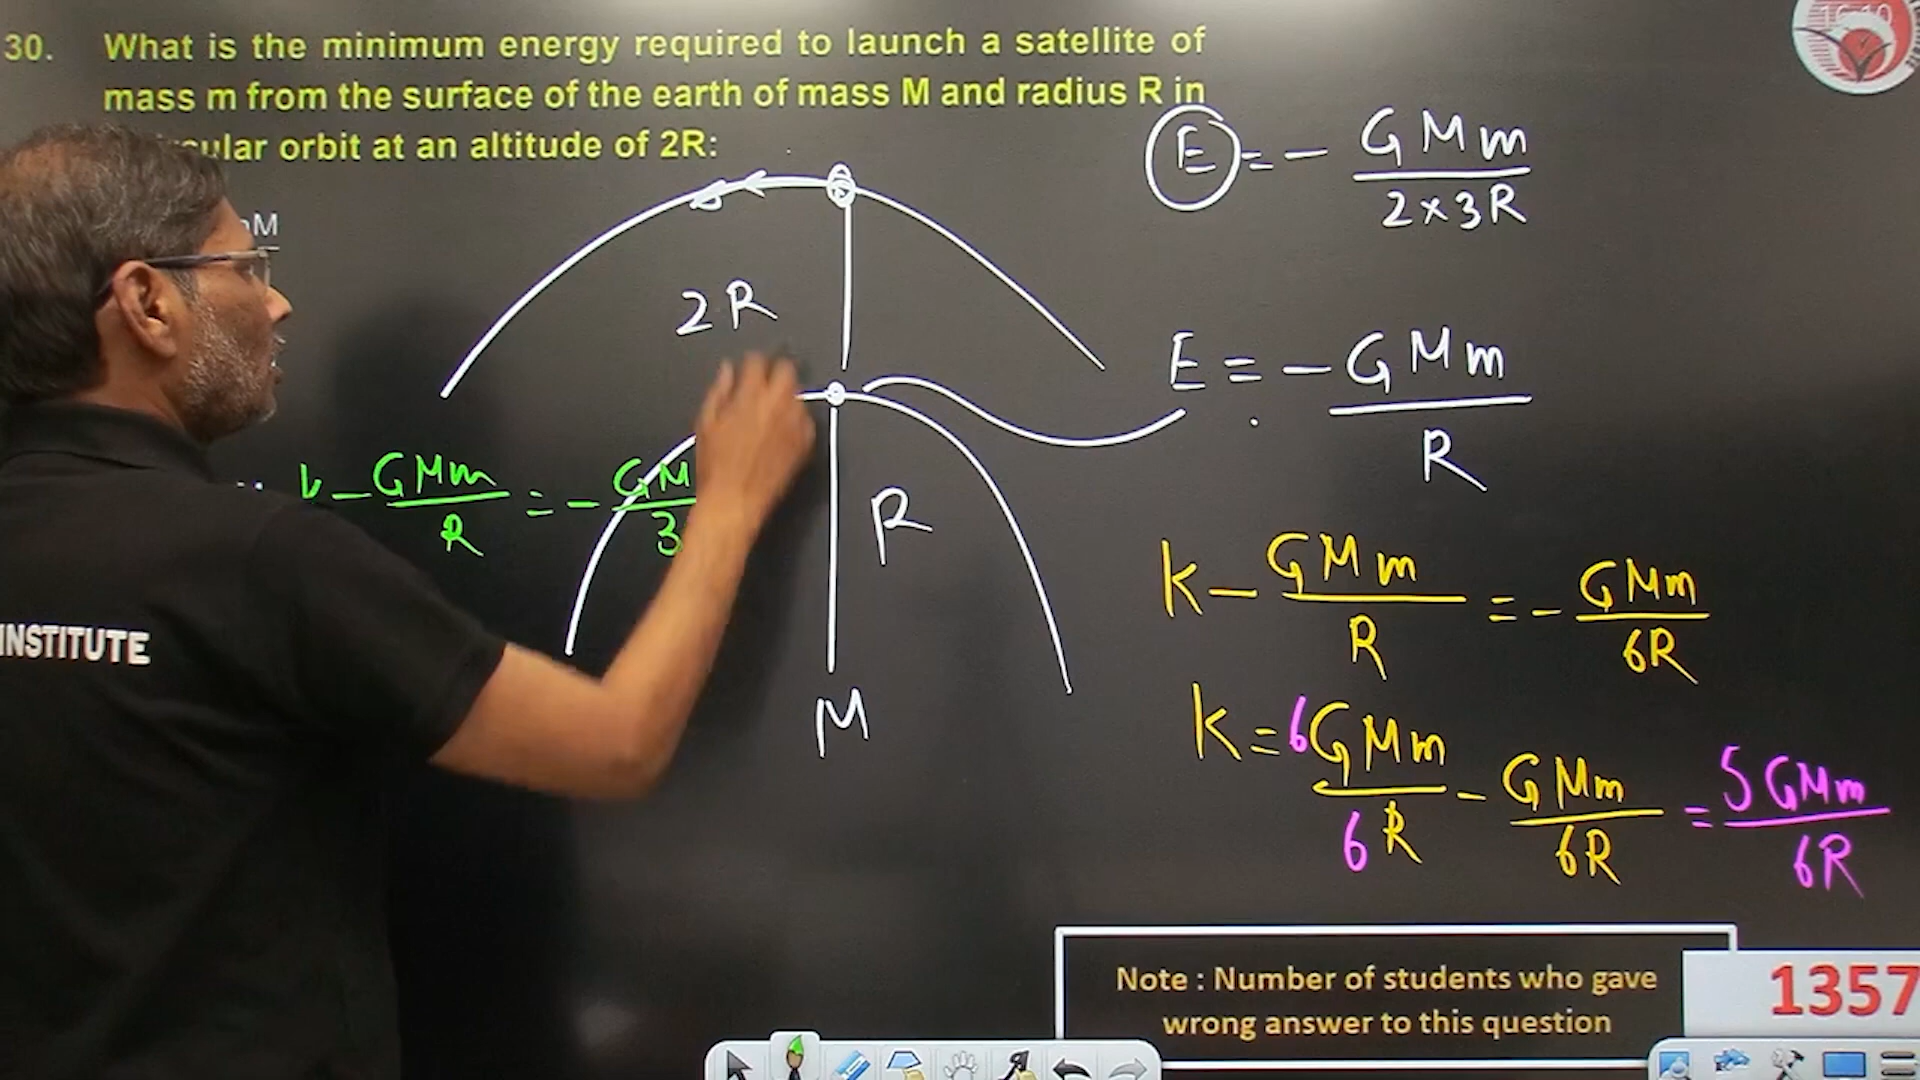 30. What is the minimum energy required to launch a satellite of
mass m from the surface of the earth of mass M and radius R in
ular orbit at an altitude of 2R:
E = - GMm / 2×3R
2R
E = - GMm / R
R
M
- GMm / R = - GM / 3
K - GMm / R = - GMm / 6R
K = 6GMm / 6R - GMm / 6R = 5GMm / 6R
INSTITUTE
Note : Number of students who gave
wrong answer to this question
1357